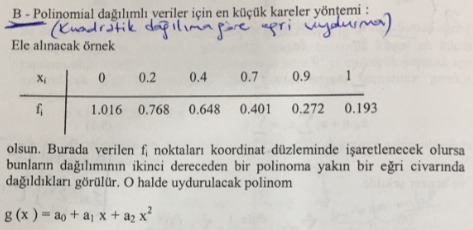 B - Polinomial dağılımlı veriler için en küçük kareler yöntemi :
(Kuadratik dağılıma göre eğri uydurma)
Ele alınacak örnek
xᵢ 0 0.2 0.4 0.7 0.9 1
fᵢ 1.016 0.768 0.648 0.401 0.272 0.193
olsun. Burada verilen fᵢ noktaları koordinat düzleminde işaretlenecek olursa
bunların dağılımının ikinci dereceden bir polinoma yakın bir eğri civarında
dağıldıkları görülür. O halde uydurulacak polinom
g (x ) = a₀ + a₁ x + a₂ x²